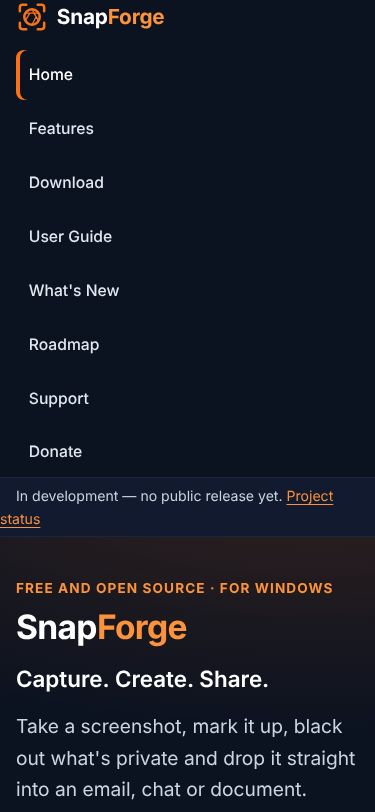 SnapForge
Home
Features
Download
User Guide
What's New
Roadmap
Support
Donate
In development — no public release yet. Project
status
FREE AND OPEN SOURCE · FOR WINDOWS
SnapForge
Capture. Create. Share.
Take a screenshot, mark it up, black
out what's private and drop it straight
into an email, chat or document.